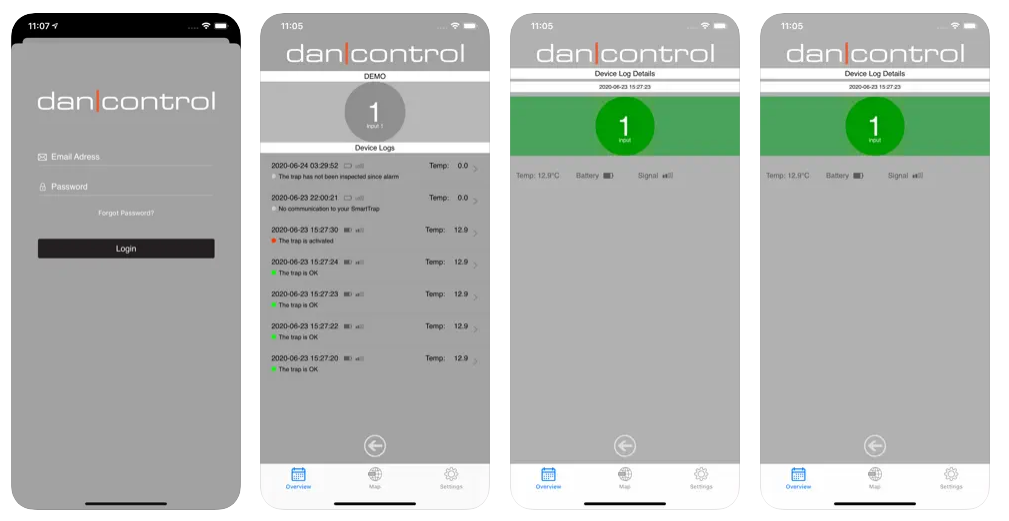 11:07
dan|control
Email Adress
Password
Forgot Password?
Login
11:05
dan|control
DEMO
1
Input 1
Device Logs
2020-06-24 03:29:52 Temp: 0.0
The trap has not been inspected since alarm
2020-06-23 22:00:21 Temp: 0.0
No communication to your SmartTrap
2020-06-23 15:27:30 Temp: 12.9
The trap is activated
2020-06-23 15:27:24 Temp: 12.9
The trap is OK
2020-06-23 15:27:23 Temp: 12.9
The trap is OK
2020-06-23 15:27:22 Temp: 12.9
The trap is OK
2020-06-23 15:27:20 Temp: 12.9
The trap is OK
Overview Map Settings
11:05
dan|control
Device Log Details
2020-06-23 15:27:23
1
Input
Temp: 12,9°C Battery Signal
Overview Map Settings
11:05
dan|control
Device Log Details
2020-06-23 15:27:23
1
Input
Temp: 12,9°C Battery Signal
Overview Map Settings